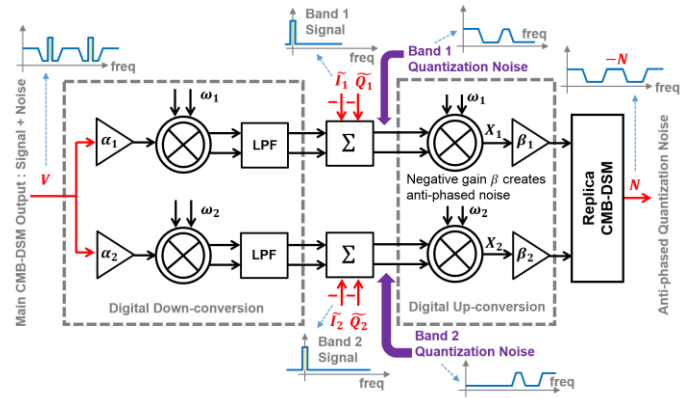 Band 1
Signal
freq
Band 1
Quantization Noise
freq
−N
freq
freq
Main CMB-DSM Output : Signal + Noise
V
α1
ω1
LPF
− Ĩ1 − Q̃1
Σ
ω1
X1
β1
Negative gain β creates
anti-phased noise
Replica
CMB-DSM
N
Anti-phased Quantization Noise
α2
ω2
LPF
Σ
ω2
X2
β2
Digital Down-conversion
− −
Ĩ2 Q̃2
Digital Up-conversion
Band 2
Signal
freq
Band 2
Quantization Noise
freq